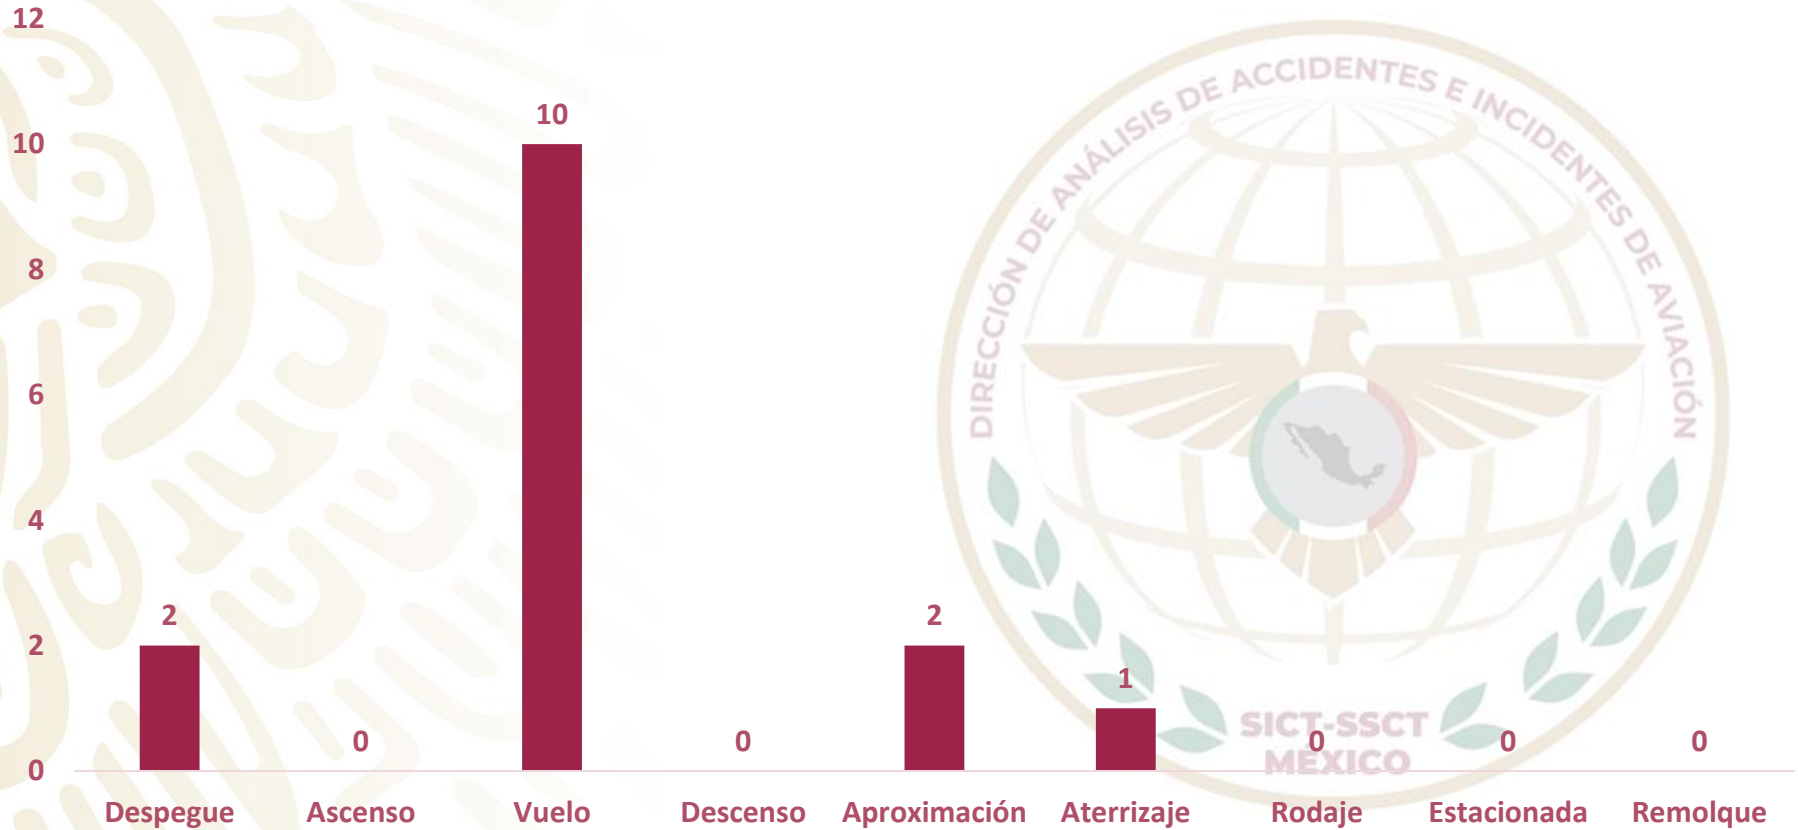 12
10
8
6
4
2
0
2
0
10
0
2
1
0
0
0
Despegue
Ascenso
Vuelo
Descenso
Aproximación
Aterrizaje
Rodaje
Estacionada
Remolque
DIRECCIÓN DE ANÁLISIS DE ACCIDENTES E INCIDENTES DE AVIACIÓN
SICT-SSCT
MÉXICO